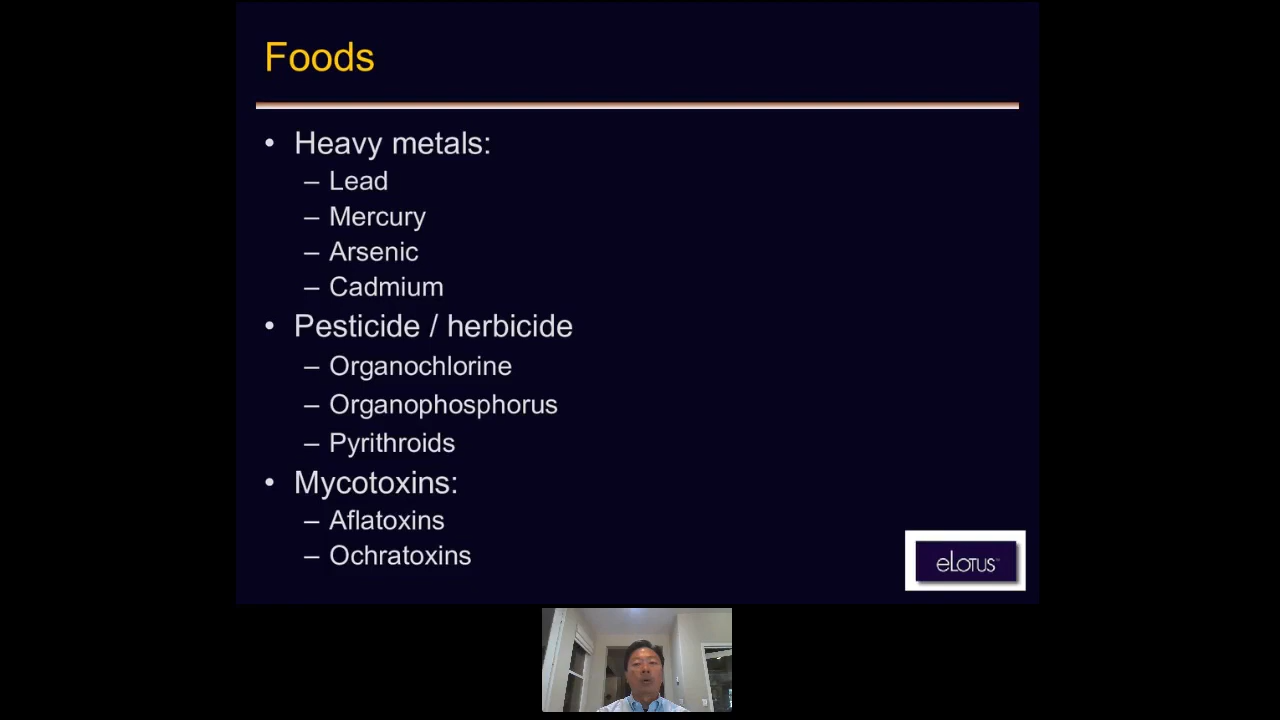 Foods
• Heavy metals:
– Lead
– Mercury
– Arsenic
– Cadmium
• Pesticide / herbicide
– Organochlorine
– Organophosphorus
– Pyrithroids
• Mycotoxins:
– Aflatoxins
– Ochratoxins
eLOTUS